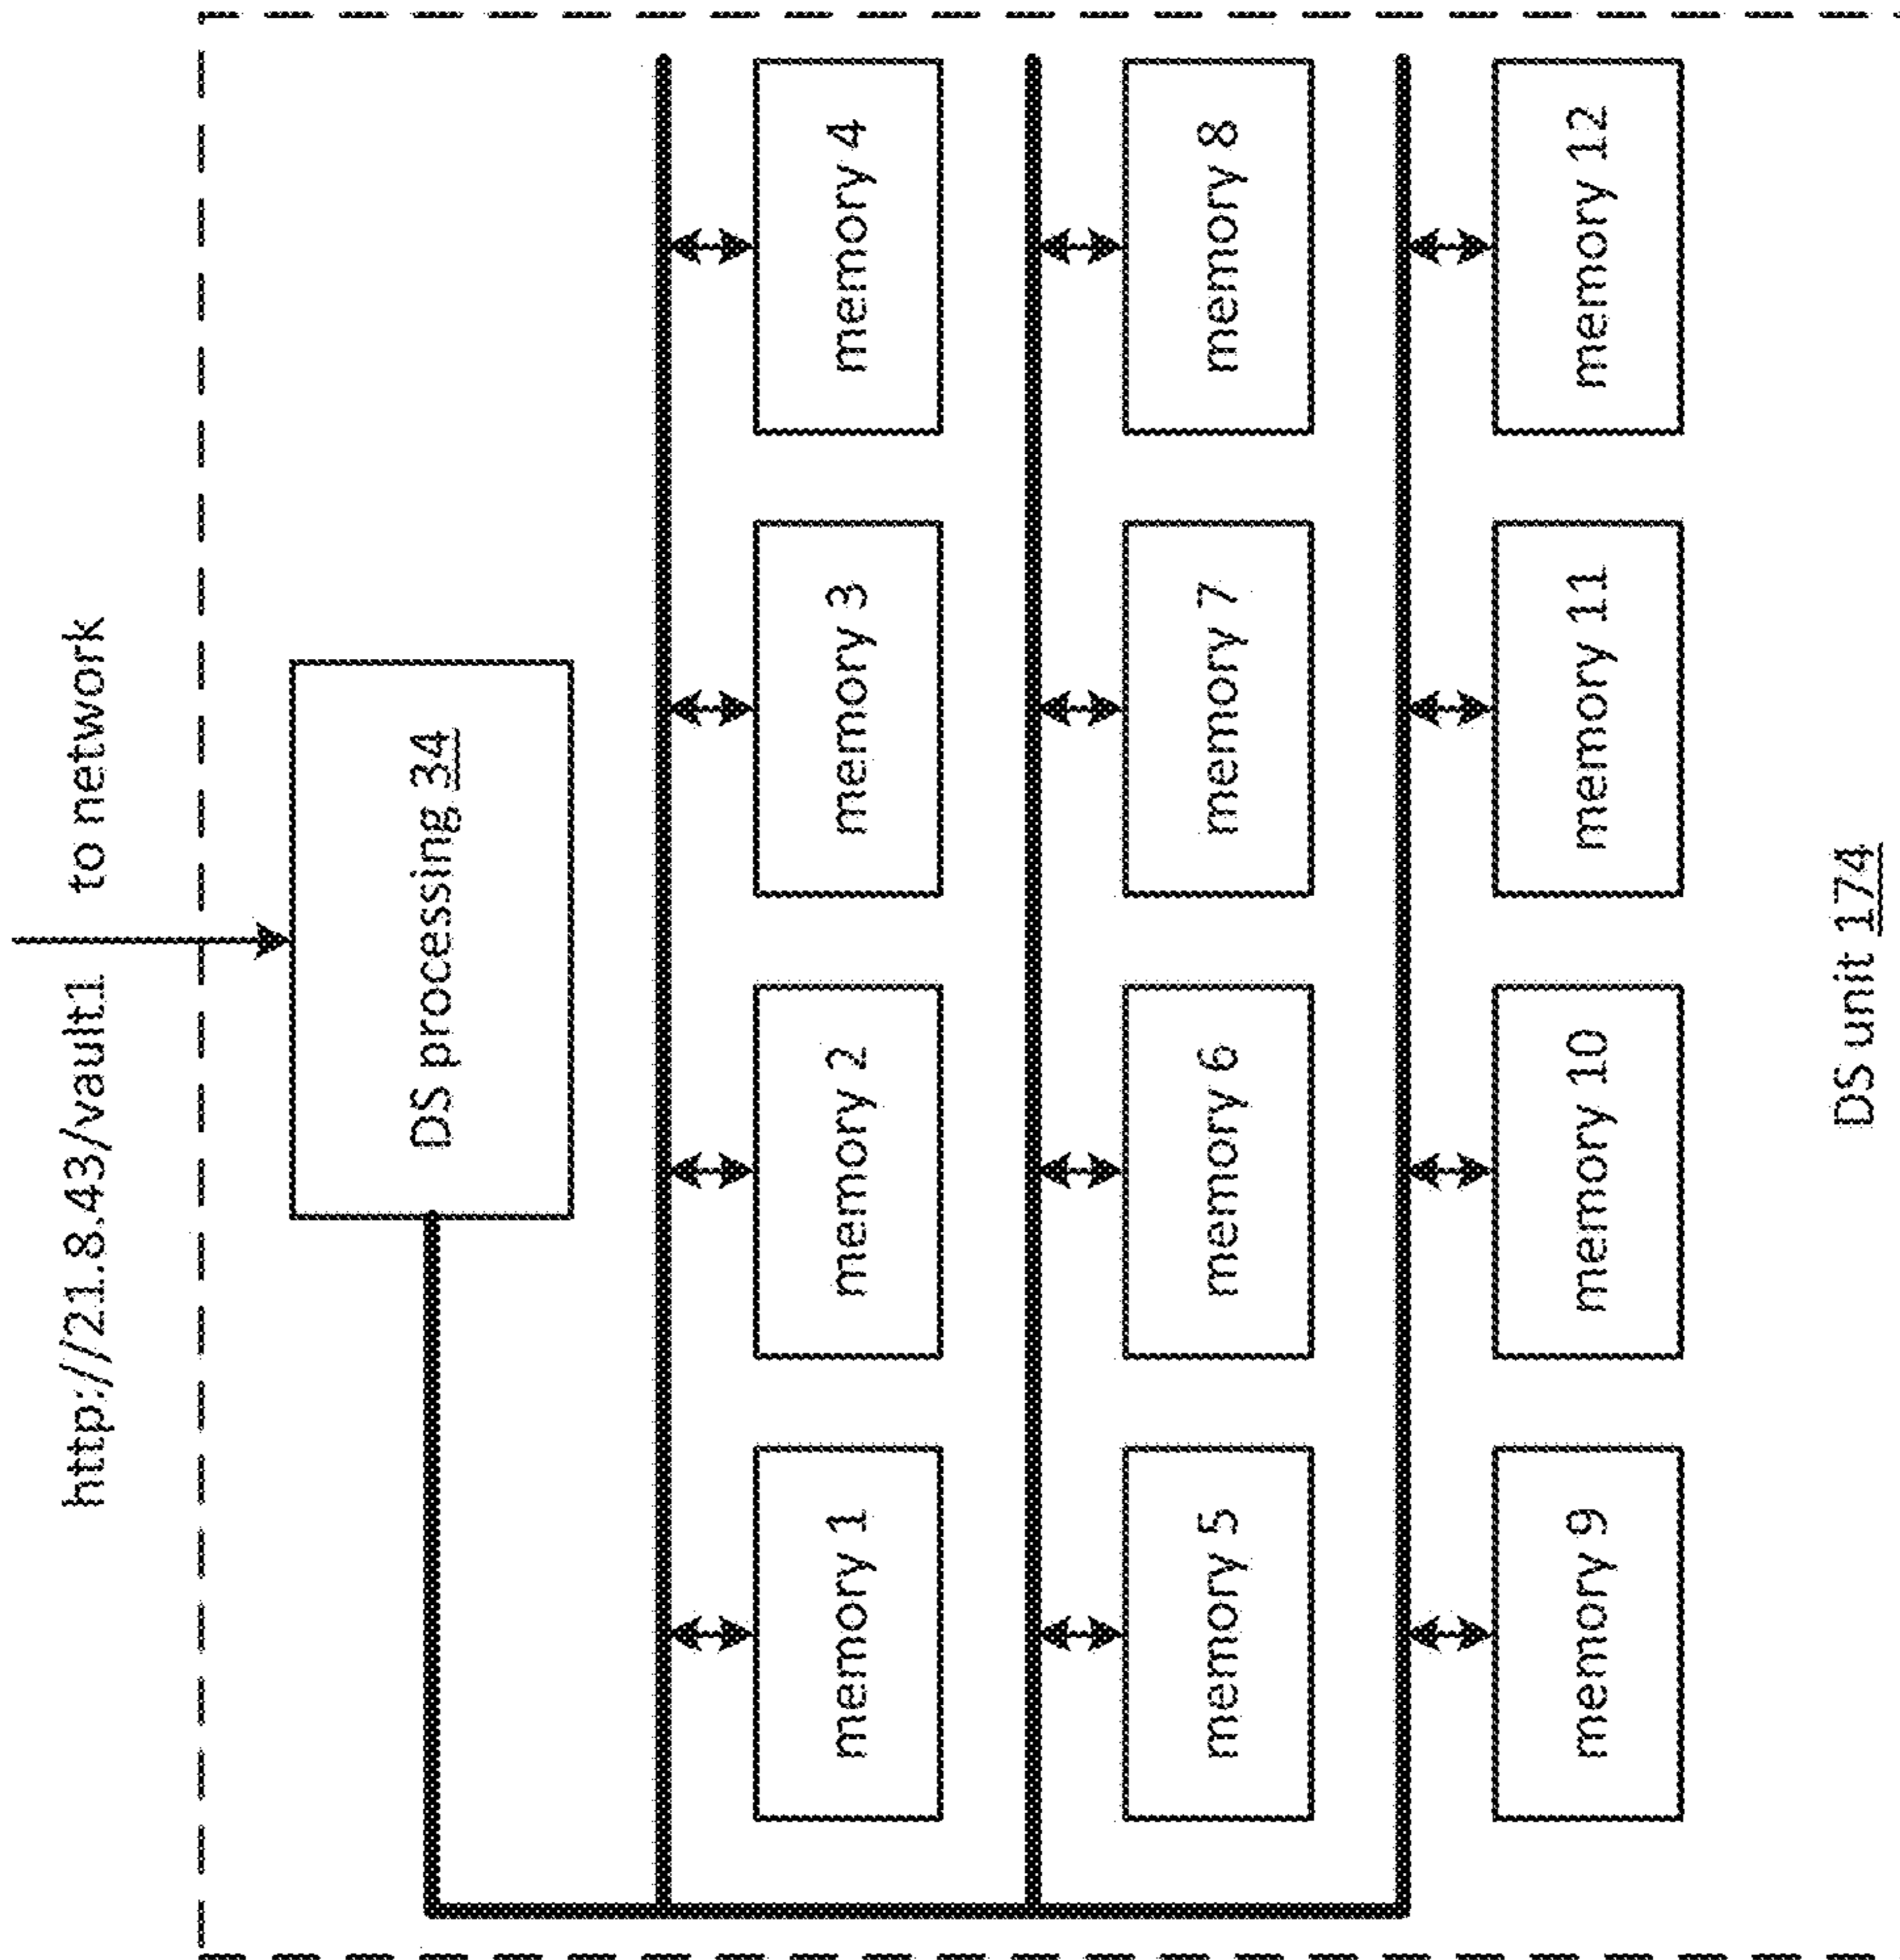 http://21.8.43/vault1 to network
DS processing 34
memory 1
memory 2
memory 3
memory 4
memory 5
memory 6
memory 7
memory 8
memory 9
memory 10
memory 11
memory 12
DS unit 174